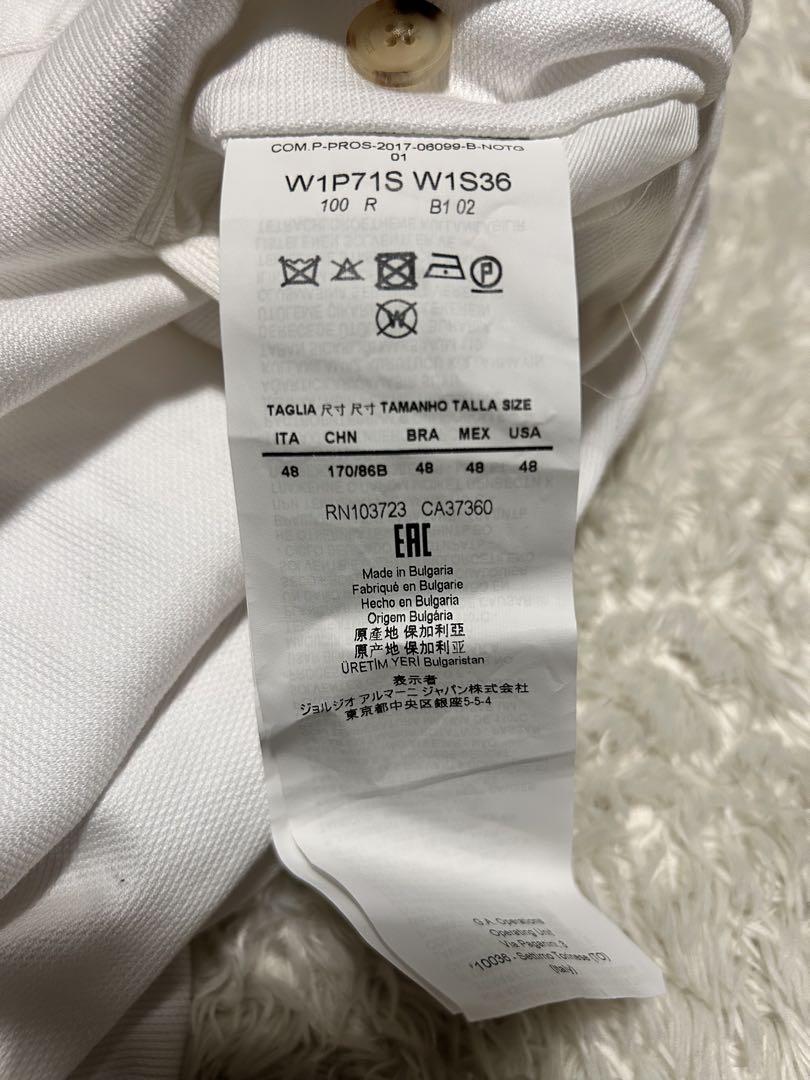 COM.P-PROS-2017-06099-B-NOTG
01
W1P71S W1S36
100 R B1 02
P
W
TAGLIA 尺寸 尺寸 TAMANHO TALLA SIZE
ITA CHN BRA MEX USA
48 170/86B 48 48 48
RN103723 CA37360
EAC
Made in Bulgaria
Fabriqué en Bulgarie
Hecho en Bulgaria
Origem Bulgária
原產地 保加利亞
原产地 保加利亚
ÜRETİM YERİ Bulgaristan
表示者
ジョルジオ アルマーニ ジャパン株式会社
東京都中央区銀座5-5-4
G.A. Operations
Operating Unit
Via Paganini, 3
10036 - Settimo Torinese (TO)
(Italy)